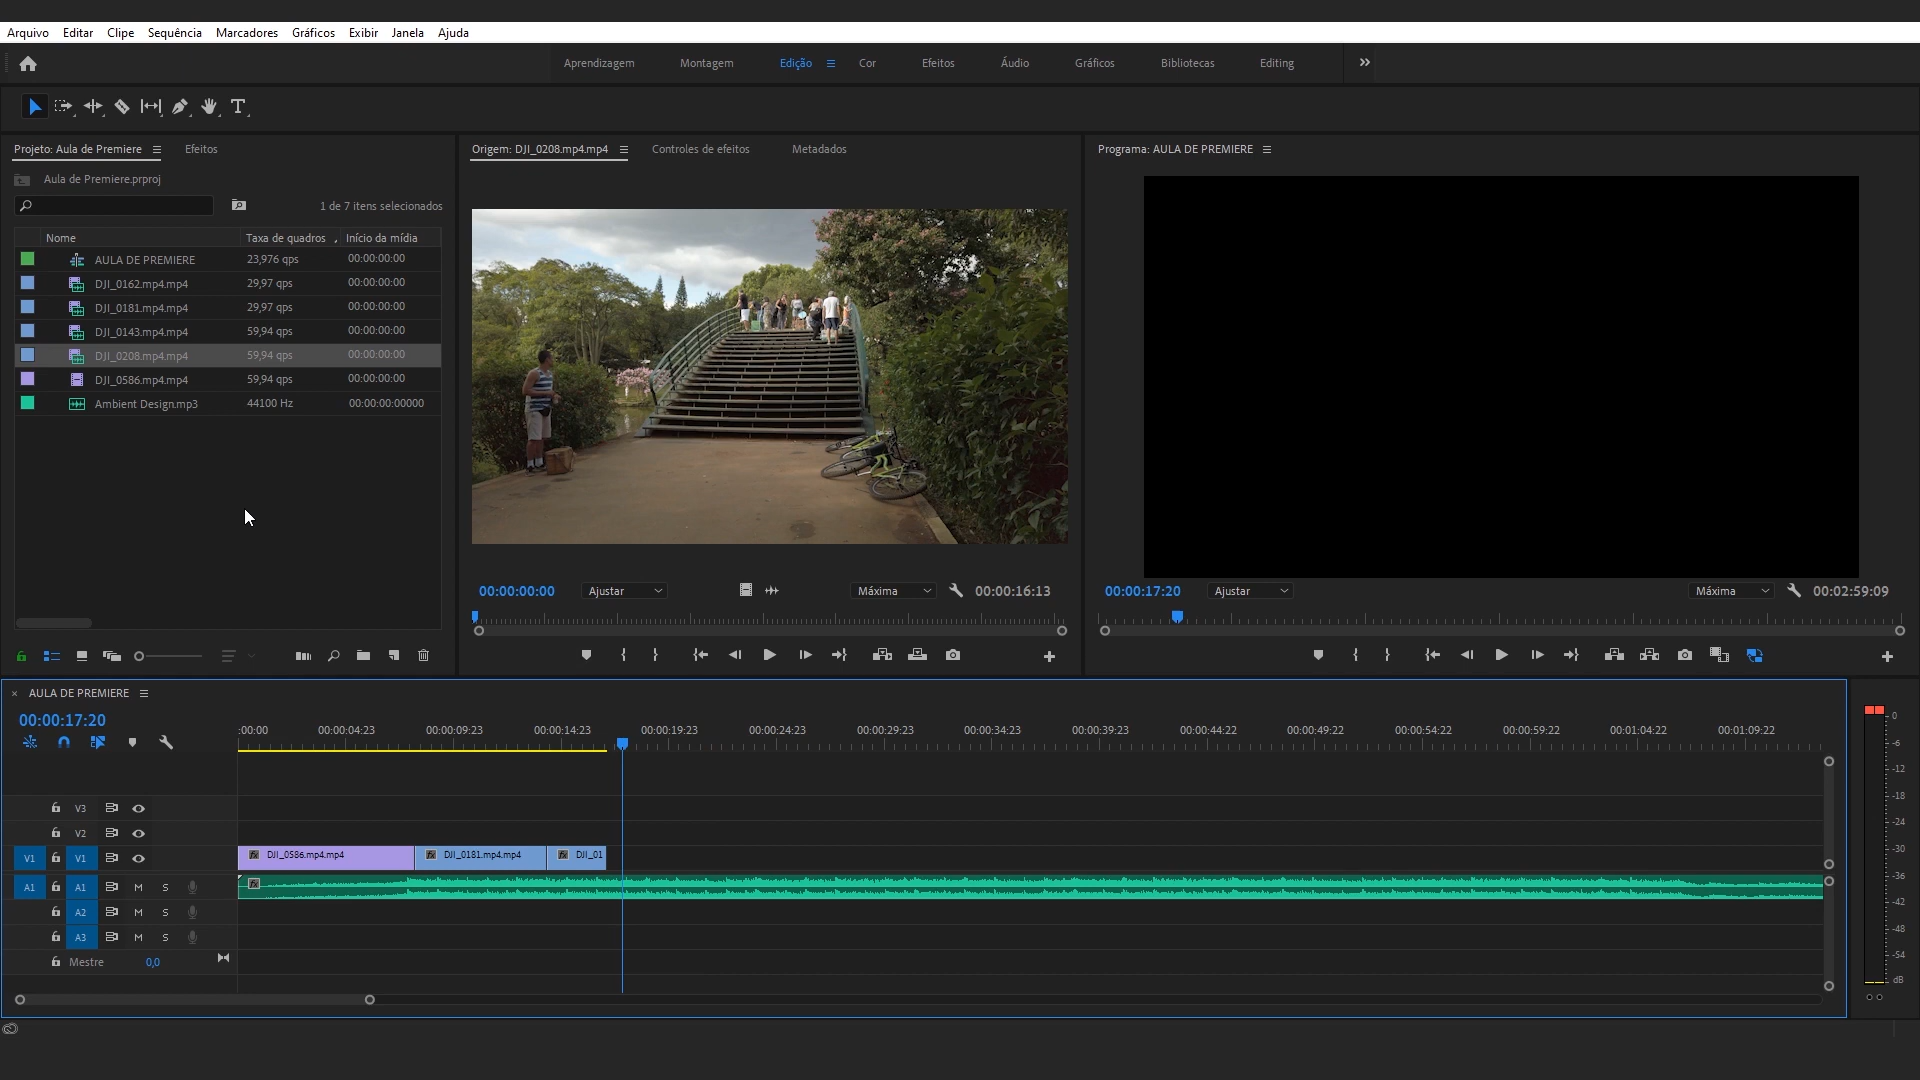 Arquivo Editar Clipe Sequência Marcadores Gráficos Exibir Janela Ajuda
Aprendizagem Montagem Edição Cor Efeitos Áudio Gráficos Bibliotecas Editing
Projeto: Aula de Premiere Efeitos
Aula de Premiere.prproj
1 de 7 itens selecionados
Nome Taxa de quadros Início da mídia
AULA DE PREMIERE 23,976 qps 00:00:00:00
DJI_0162.mp4.mp4 29,97 qps 00:00:00:00
DJI_0181.mp4.mp4 29,97 qps 00:00:00:00
DJI_0143.mp4.mp4 59,94 qps 00:00:00:00
DJI_0208.mp4.mp4 59,94 qps 00:00:00:00
DJI_0586.mp4.mp4 59,94 qps 00:00:00:00
Ambient Design.mp3 44100 Hz 00:00:00:00000
Origem: DJI_0208.mp4.mp4 Controles de efeitos Metadados
00:00:00:00 Ajustar Máxima 00:00:16:13
Programa: AULA DE PREMIERE
00:00:17:20 Ajustar Máxima 00:02:59:09
AULA DE PREMIERE
00:00:17:20
:00:00 00:00:04:23 00:00:09:23 00:00:14:23 00:00:19:23 00:00:24:23 00:00:29:23 00:00:34:23 00:00:39:23 00:00:44:22 00:00:49:22 00:00:54:22 00:00:59:22 00:01:04:22 00:01:09:22
V3
V2
V1 V1 DJI_0586.mp4.mp4 DJI_0181.mp4.mp4 DJI_01
A1 A1 M S
A2 M S
A3 M S
Mestre 0,0
0
-6
-12
-18
-24
-30
-36
-42
-48
-54
dB